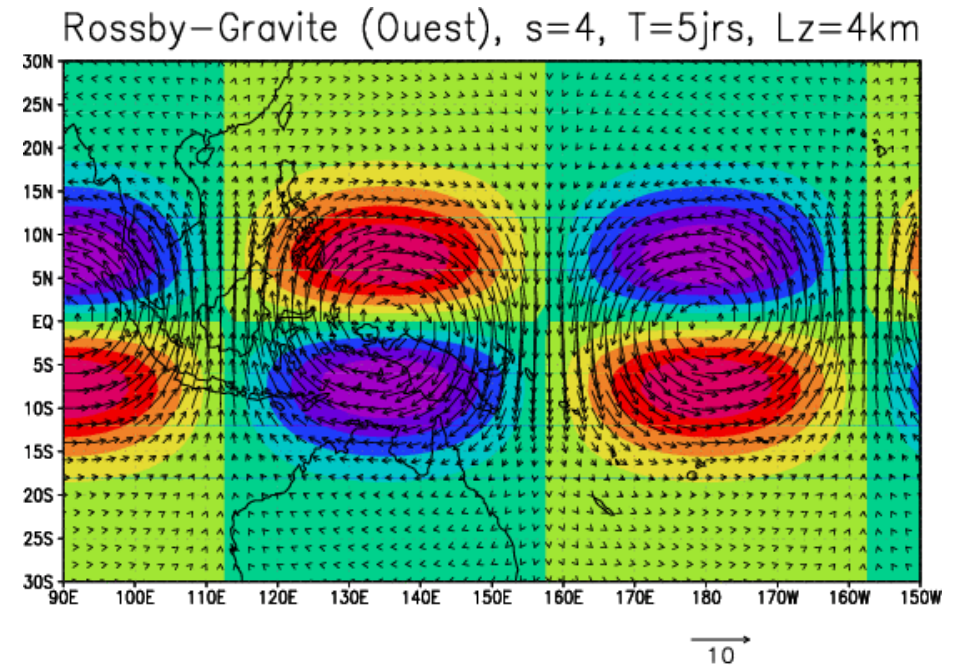 Rossby-Gravite (Ouest), s=4, T=5jrs, Lz=4km
30N
25N
20N
15N
10N
5N
EQ
5S
10S
15S
20S
25S
30S
90E 100E 110E 120E 130E 140E 150E 160E 170E 180 170W 160W 150W
10